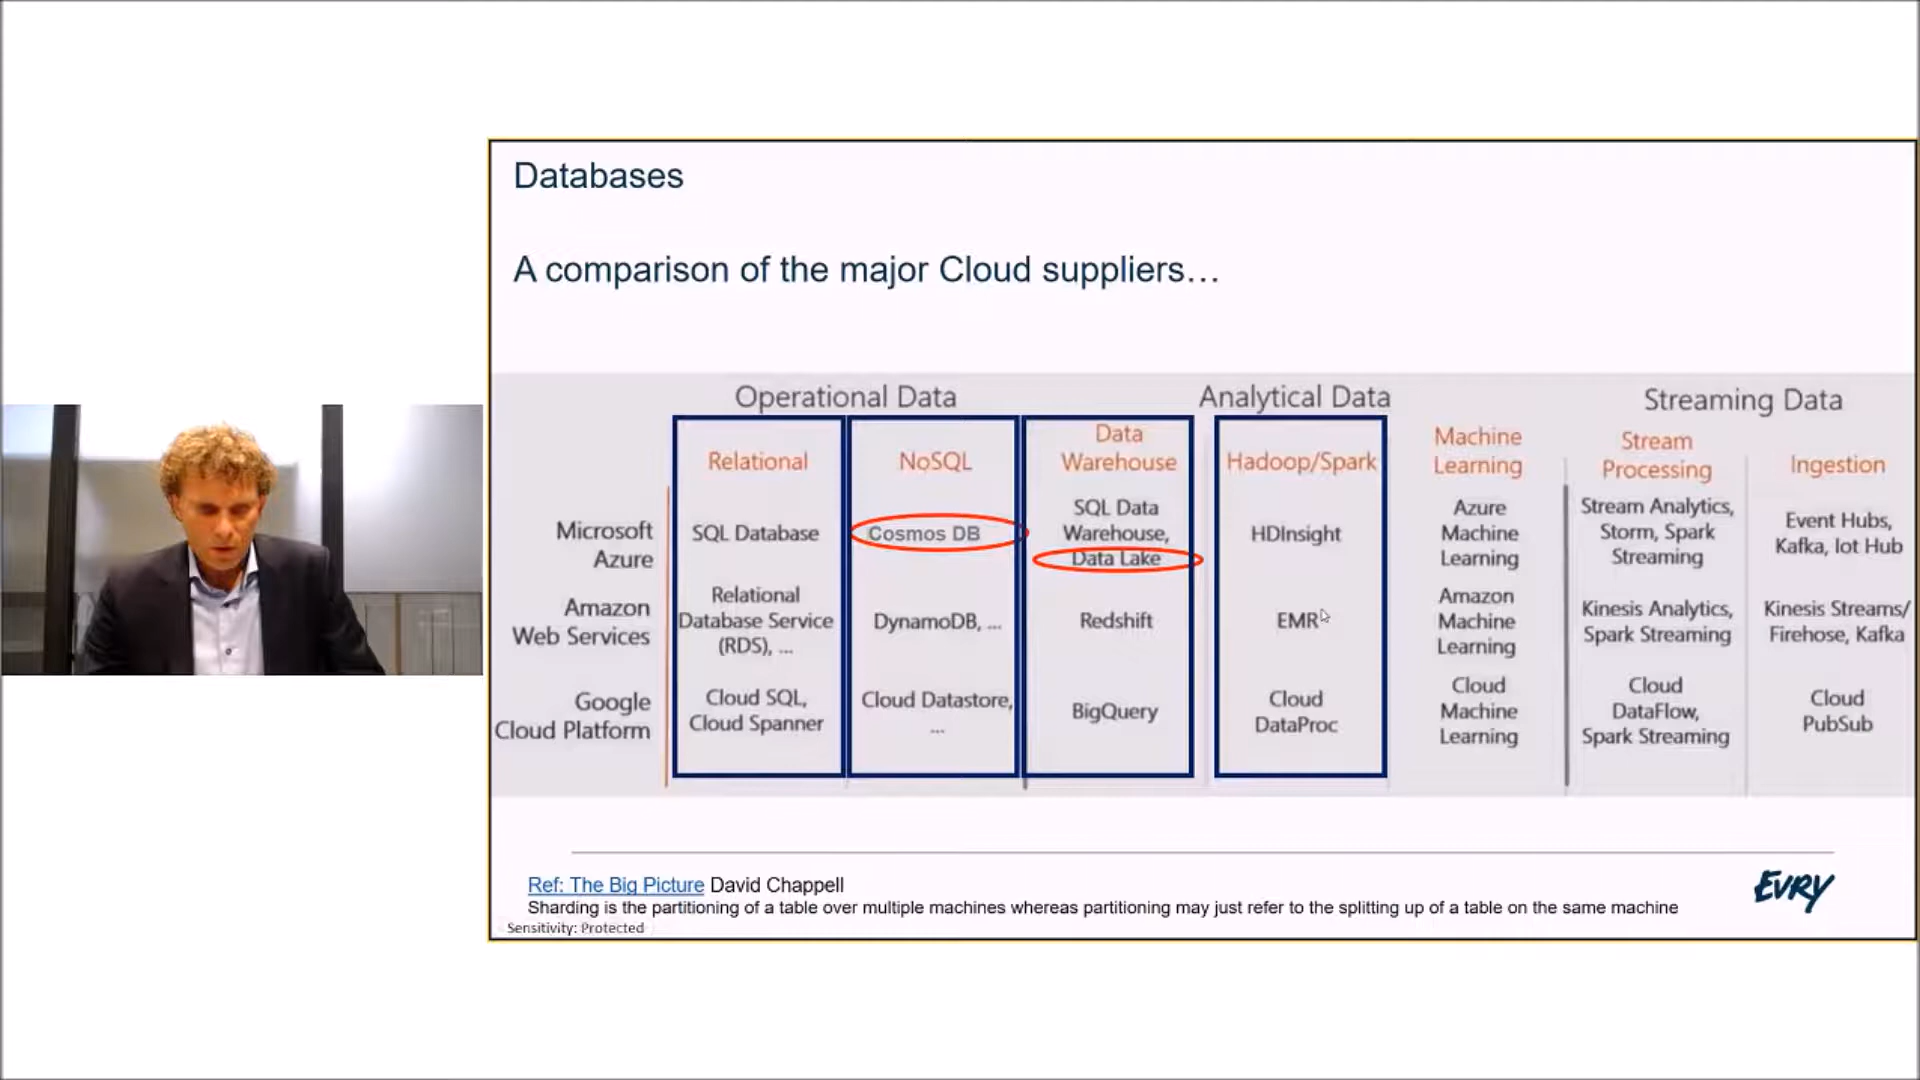 Databases
A comparison of the major Cloud suppliers…
Operational Data
Analytical Data
Streaming Data
Relational
NoSQL
Data
Warehouse
Hadoop/Spark
Machine
Learning
Stream
Processing
Ingestion
Microsoft
Azure
SQL Database
Cosmos DB
SQL Data
Warehouse,
Data Lake
HDInsight
Azure
Machine
Learning
Stream Analytics,
Storm, Spark
Streaming
Event Hubs,
Kafka, Iot Hub
Amazon
Web Services
Relational
Database Service
(RDS), ...
DynamoDB, ...
Redshift
EMR
Amazon
Machine
Learning
Kinesis Analytics,
Spark Streaming
Kinesis Streams/
Firehose, Kafka
Google
Cloud Platform
Cloud SQL,
Cloud Spanner
Cloud Datastore,
...
BigQuery
Cloud
DataProc
Cloud
Machine
Learning
Cloud
DataFlow,
Spark Streaming
Cloud
PubSub
Ref: The Big Picture David Chappell
Sharding is the partitioning of a table over multiple machines whereas partitioning may just refer to the splitting up of a table on the same machine
Sensitivity: Protected
EVRY